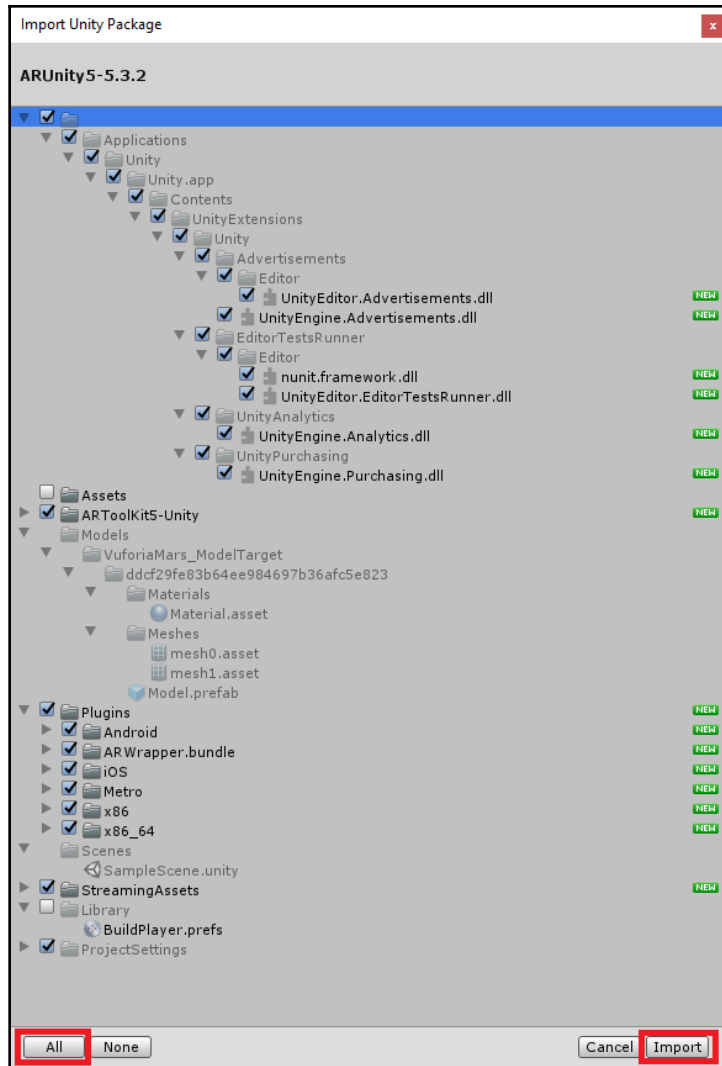 Import Unity Package
x
ARUnity5-5.3.2
Applications
Unity
Unity.app
Contents
UnityExtensions
Unity
Advertisements
Editor
UnityEditor.Advertisements.dll NEW
UnityEngine.Advertisements.dll NEW
EditorTestsRunner
Editor
nunit.framework.dll NEW
UnityEditor.EditorTestsRunner.dll NEW
UnityAnalytics
UnityEngine.Analytics.dll NEW
UnityPurchasing
UnityEngine.Purchasing.dll NEW
Assets
ARToolKit5-Unity NEW
Models
VuforiaMars_ModelTarget
ddcf29fe83b64ee984697b36afc5e823
Materials
Material.asset
Meshes
mesh0.asset
mesh1.asset
Model.prefab
Plugins NEW
Android NEW
ARWrapper.bundle NEW
iOS NEW
Metro NEW
x86 NEW
x86_64 NEW
Scenes
SampleScene.unity
StreamingAssets NEW
Library
BuildPlayer.prefs
ProjectSettings
All None Cancel Import